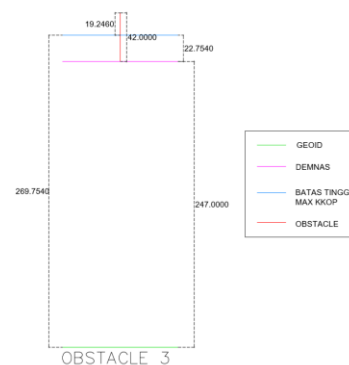 19.2460
42.0000
22.7540
269.7540
247.0000
GEOID
DEMNAS
BATAS TINGG
MAX KKOP
OBSTACLE
OBSTACLE 3